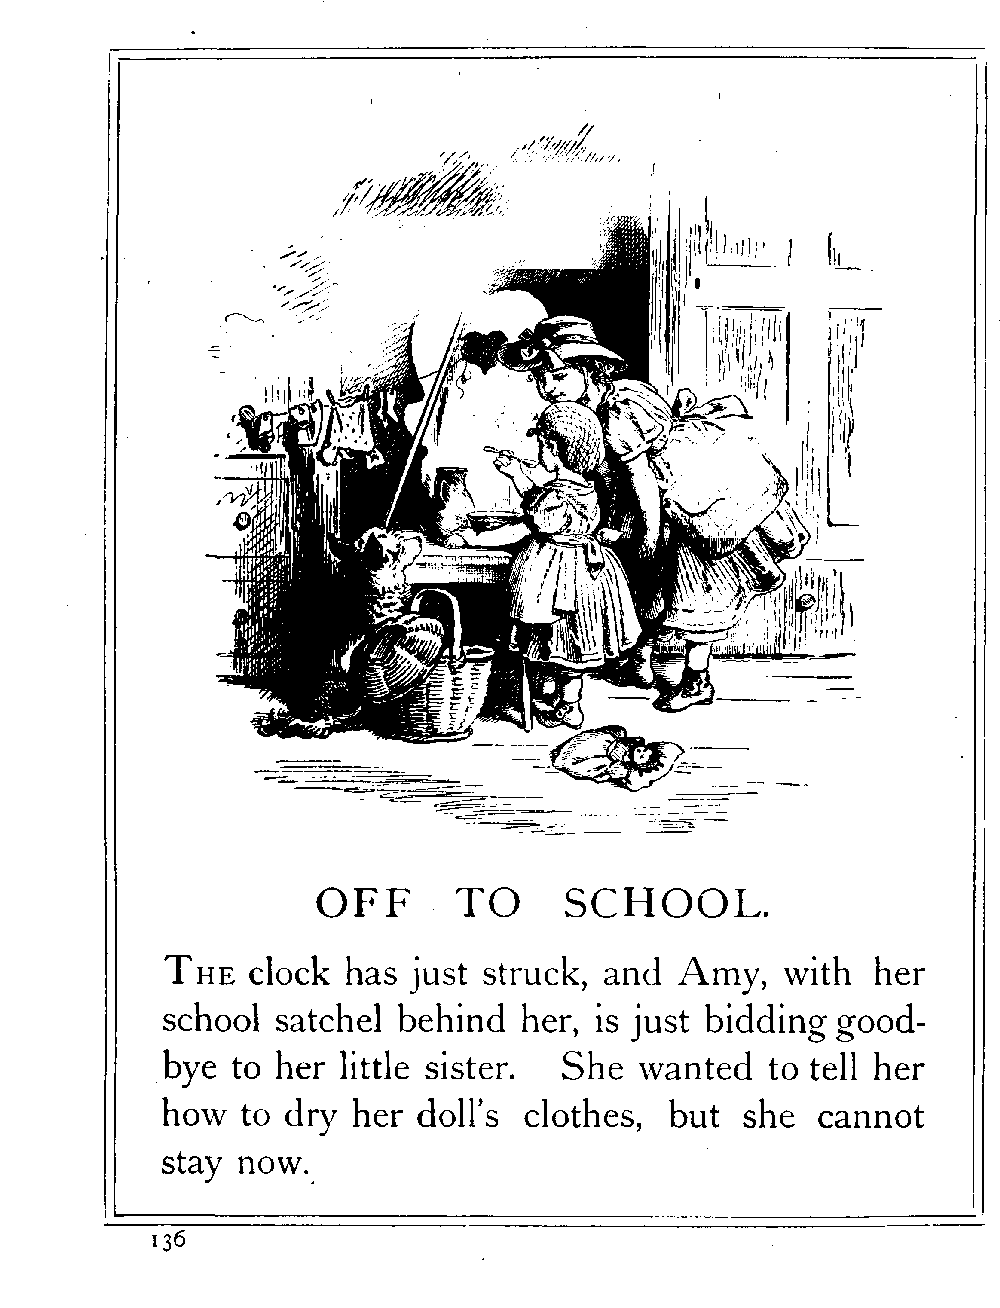 OFF TO SCHOOL.
THE clock has just struck, and Amy, with her
school satchel behind her, is just bidding good-
bye to her little sister. She wanted to tell her
how to dry her doll's clothes, but she cannot
stay now.
136